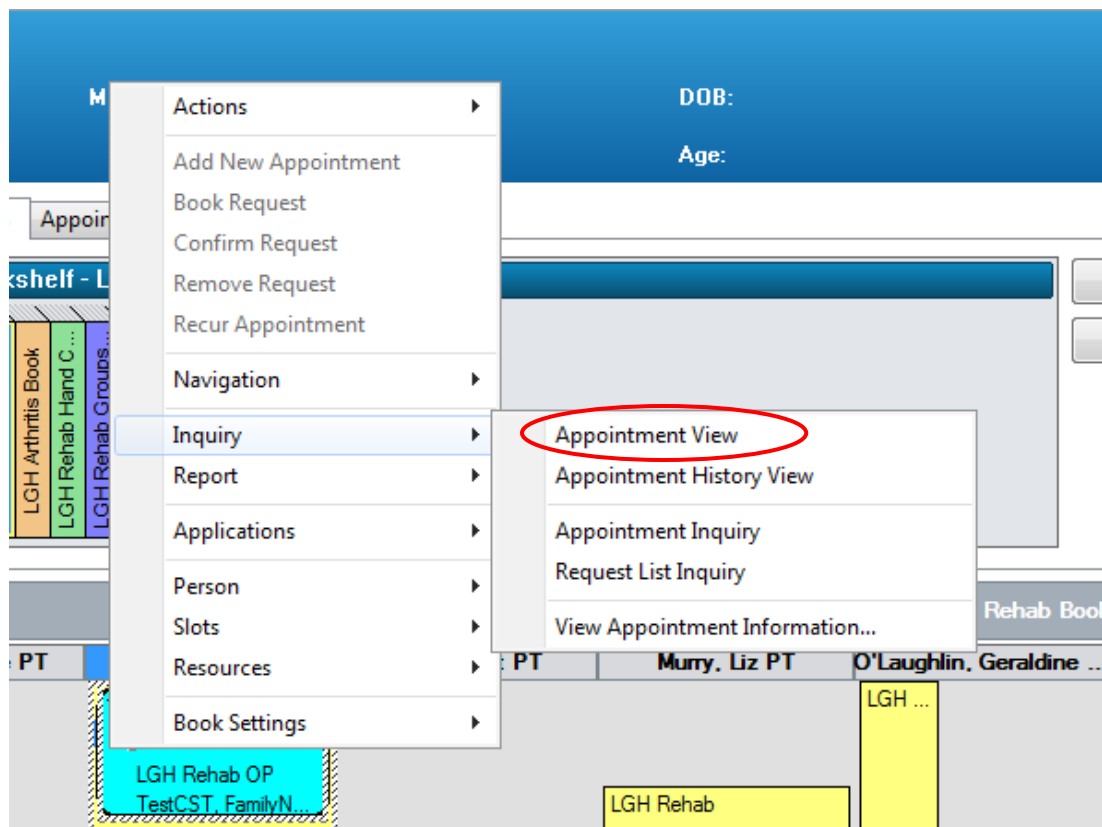 M
DOB:
Age:
Actions
Add New Appointment
Book Request
Confirm Request
Remove Request
Recur Appointment
Navigation
Inquiry
Report
Applications
Person
Slots
Resources
Book Settings
Appointment View
Appointment History View
Appointment Inquiry
Request List Inquiry
View Appointment Information...
Appoin
kshelf - L
LGH Arthritis Book
LGH Rehab Hand C...
LGH Rehab Groups...
Rehab Book
PT
PT
Murry, Liz PT
O'Laughlin, Geraldine ...
LGH ...
LGH Rehab OP
TestCST, FamilyN...
LGH Rehab